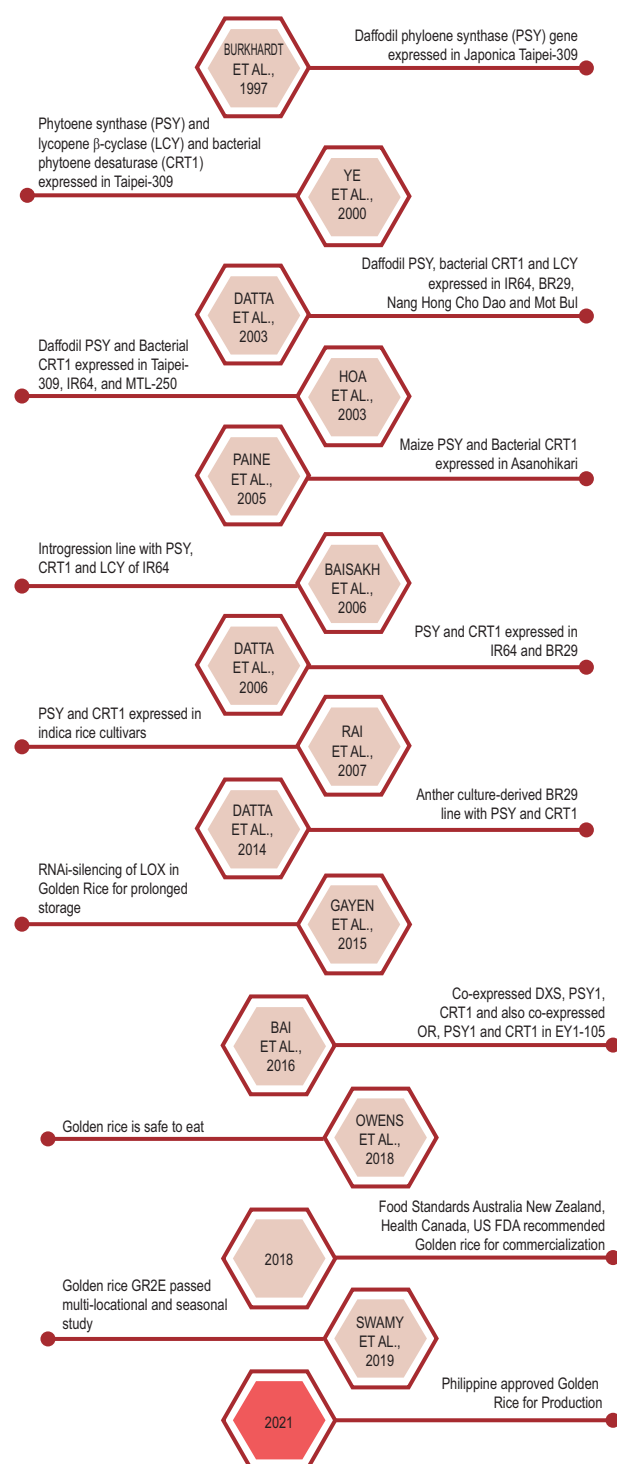 BURKHARDT
ET AL.,
1997
Daffodil phyloene synthase (PSY) gene
expressed in Japonica Taipei-309
Phytoene synthase (PSY) and
lycopene β-cyclase (LCY) and bacterial
phytoene desaturase (CRT1)
expressed in Taipei-309
YE
ET AL.,
2000
Daffodil PSY, bacterial CRT1 and LCY
expressed in IR64, BR29,
Nang Hong Cho Dao and Mot Bul
DATTA
ET AL.,
2003
Daffodil PSY and Bacterial
CRT1 expressed in Taipei-
309, IR64, and MTL-250
HOA
ET AL.,
2003
PAINE
ET AL.,
2005
Maize PSY and Bacterial CRT1
expressed in Asanohikari
Introgression line with PSY,
CRT1 and LCY of IR64
BAISAKH
ET AL.,
2006
DATTA
ET AL.,
2006
PSY and CRT1 expressed in
IR64 and BR29
PSY and CRT1 expressed in
indica rice cultivars
RAI
ET AL.,
2007
DATTA
ET AL.,
2014
Anther culture-derived BR29
line with PSY and CRT1
RNAi-silencing of LOX in
Golden Rice for prolonged
storage
GAYEN
ET AL.,
2015
BAI
ET AL.,
2016
Co-expressed DXS, PSY1,
CRT1 and also co-expressed
OR, PSY1 and CRT1 in EY1-105
Golden rice is safe to eat
OWENS
ET AL.,
2018
2018
Food Standards Australia New Zealand,
Health Canada, US FDA recommended
Golden rice for commercialization
Golden rice GR2E passed
multi-locational and seasonal
study
SWAMY
ET AL.,
2019
2021
Philippine approved Golden
Rice for Production